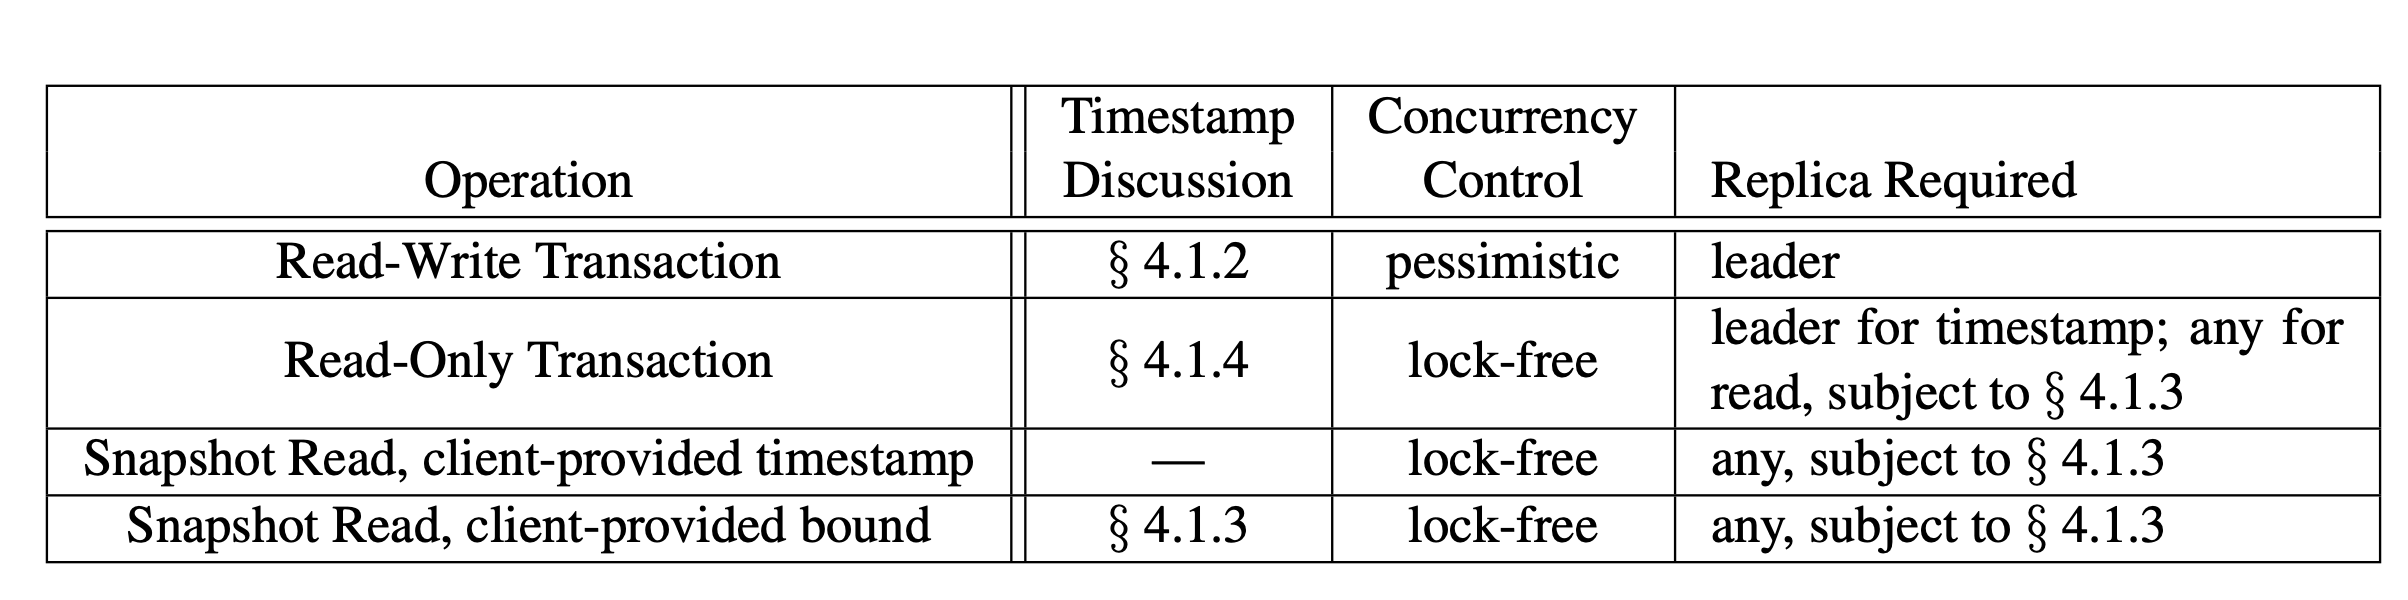 Timestamp Concurrency
Operation Discussion Control Replica Required
Read-Write Transaction § 4.1.2 pessimistic leader
leader for timestamp; any for
Read-Only Transaction § 4.1.4 lock-free
read, subject to § 4.1.3
Snapshot Read, client-provided timestamp — lock-free any, subject to § 4.1.3
Snapshot Read, client-provided bound § 4.1.3 lock-free any, subject to § 4.1.3